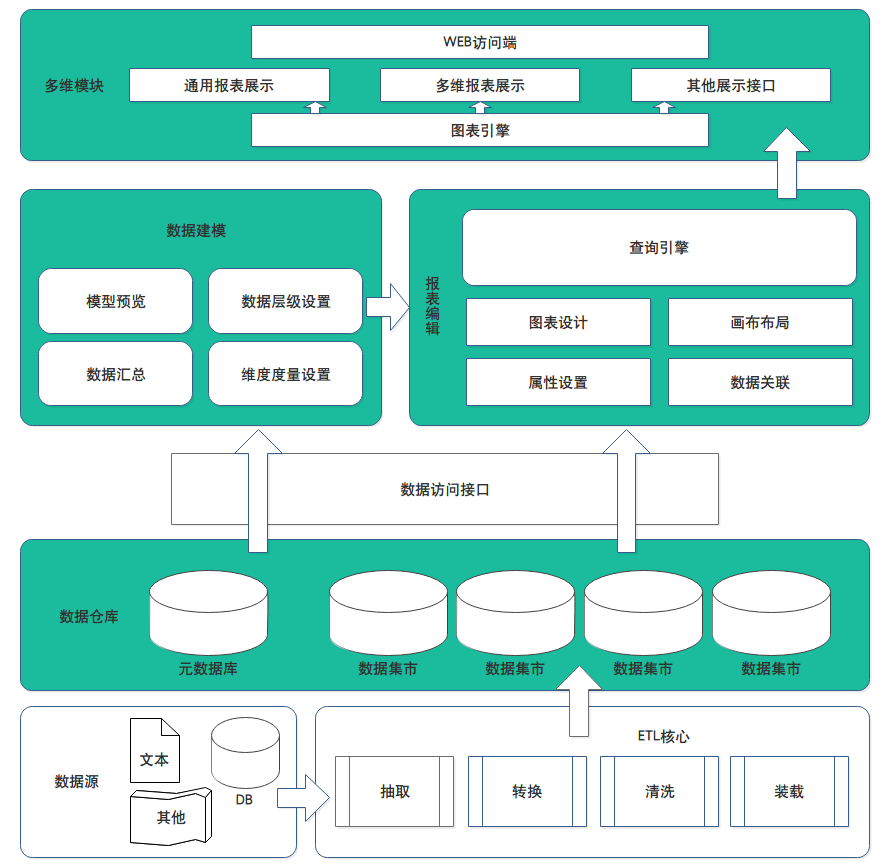 WEB访问端
多维模块
通用报表展示
多维报表展示
其他展示接口
图表引擎
数据建模
模型预览
数据层级设置
数据汇总
维度度量设置
报表编辑
查询引擎
图表设计
画布布局
属性设置
数据关联
数据访问接口
数据仓库
元数据库
数据集市
数据集市
数据集市
数据集市
数据源
文本
DB
其他
ETL核心
抽取
转换
清洗
装载